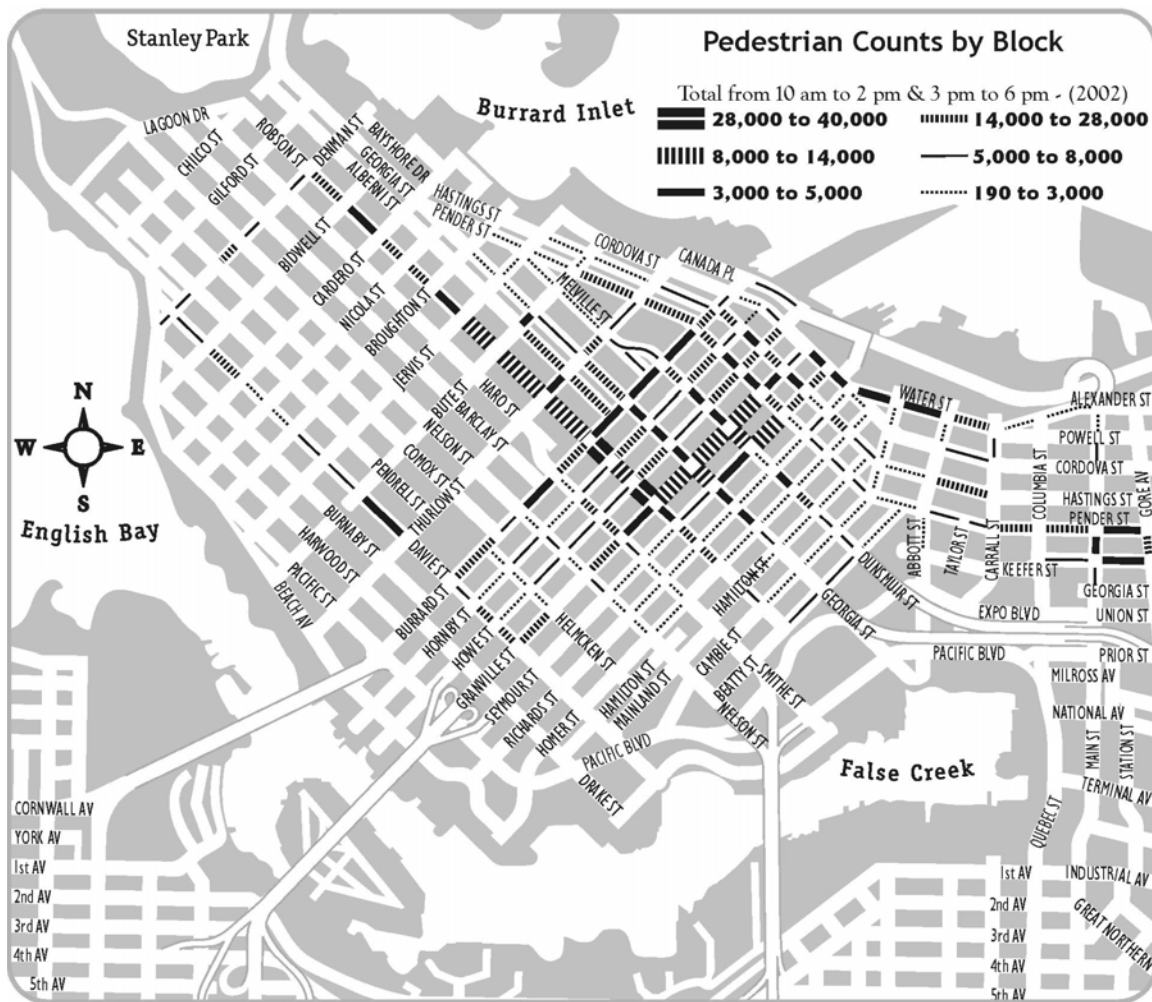 Stanley Park
Pedestrian Counts by Block
Burrard Inlet
Total from 10 am to 2 pm & 3 pm to 6 pm - (2002)
28,000 to 40,000
14,000 to 28,000
8,000 to 14,000
5,000 to 8,000
3,000 to 5,000
190 to 3,000
LAGOON DR
CHILCO ST
GILFORD ST
ROBSON ST
DENMAN ST
BAYSHORE DR
GEORGIA ST
ALBERNI ST
HASTINGS ST
PENDER ST
BIDWELL ST
CARDERO ST
NICOLA ST
BROUGHTON ST
JERVIS ST
CORDOVA ST
CANADA PL
MELVILLE ST
BUTE ST
HARO ST
BARCLAY ST
NELSON ST
COMOX ST
PENDRELL ST
THURLOW ST
WATER ST
ALEXANDER ST
POWELL ST
COLUMBIA ST
CORDOVA ST
GORE AV
HASTINGS ST
PENDER ST
N
W
E
S
English Bay
BURNABY ST
HARWOOD ST
PACIFIC ST
BEACH AV
DAVIE ST
BURRARD ST
HORNBY ST
HOWE ST
GRANVILLE ST
SEYMOUR ST
RICHARDS ST
HOMER ST
HELMCKEN ST
HAMILTON ST
MAINLAND ST
PACIFIC BLVD
DRAKE ST
HAMILTON ST
CAMBIE ST
BEATTY ST
SMITHE ST
NELSON ST
GEORGIA ST
DUNSMUIR ST
ABBOTT ST
TAYLOR ST
CARRALL ST
KEEFER ST
GEORGIA ST
EXPO BLVD
UNION ST
PACIFIC BLVD
PRIOR ST
MILROSS AV
NATIONAL AV
MAIN ST
STATION ST
TERMINAL AV
QUEBEC ST
False Creek
CORNWALL AV
YORK AV
1st AV
2nd AV
3rd AV
4th AV
5th AV
1st AV
INDUSTRIAL AV
2nd AV
GREAT NORTHERN
3rd AV
4th AV
5th AV